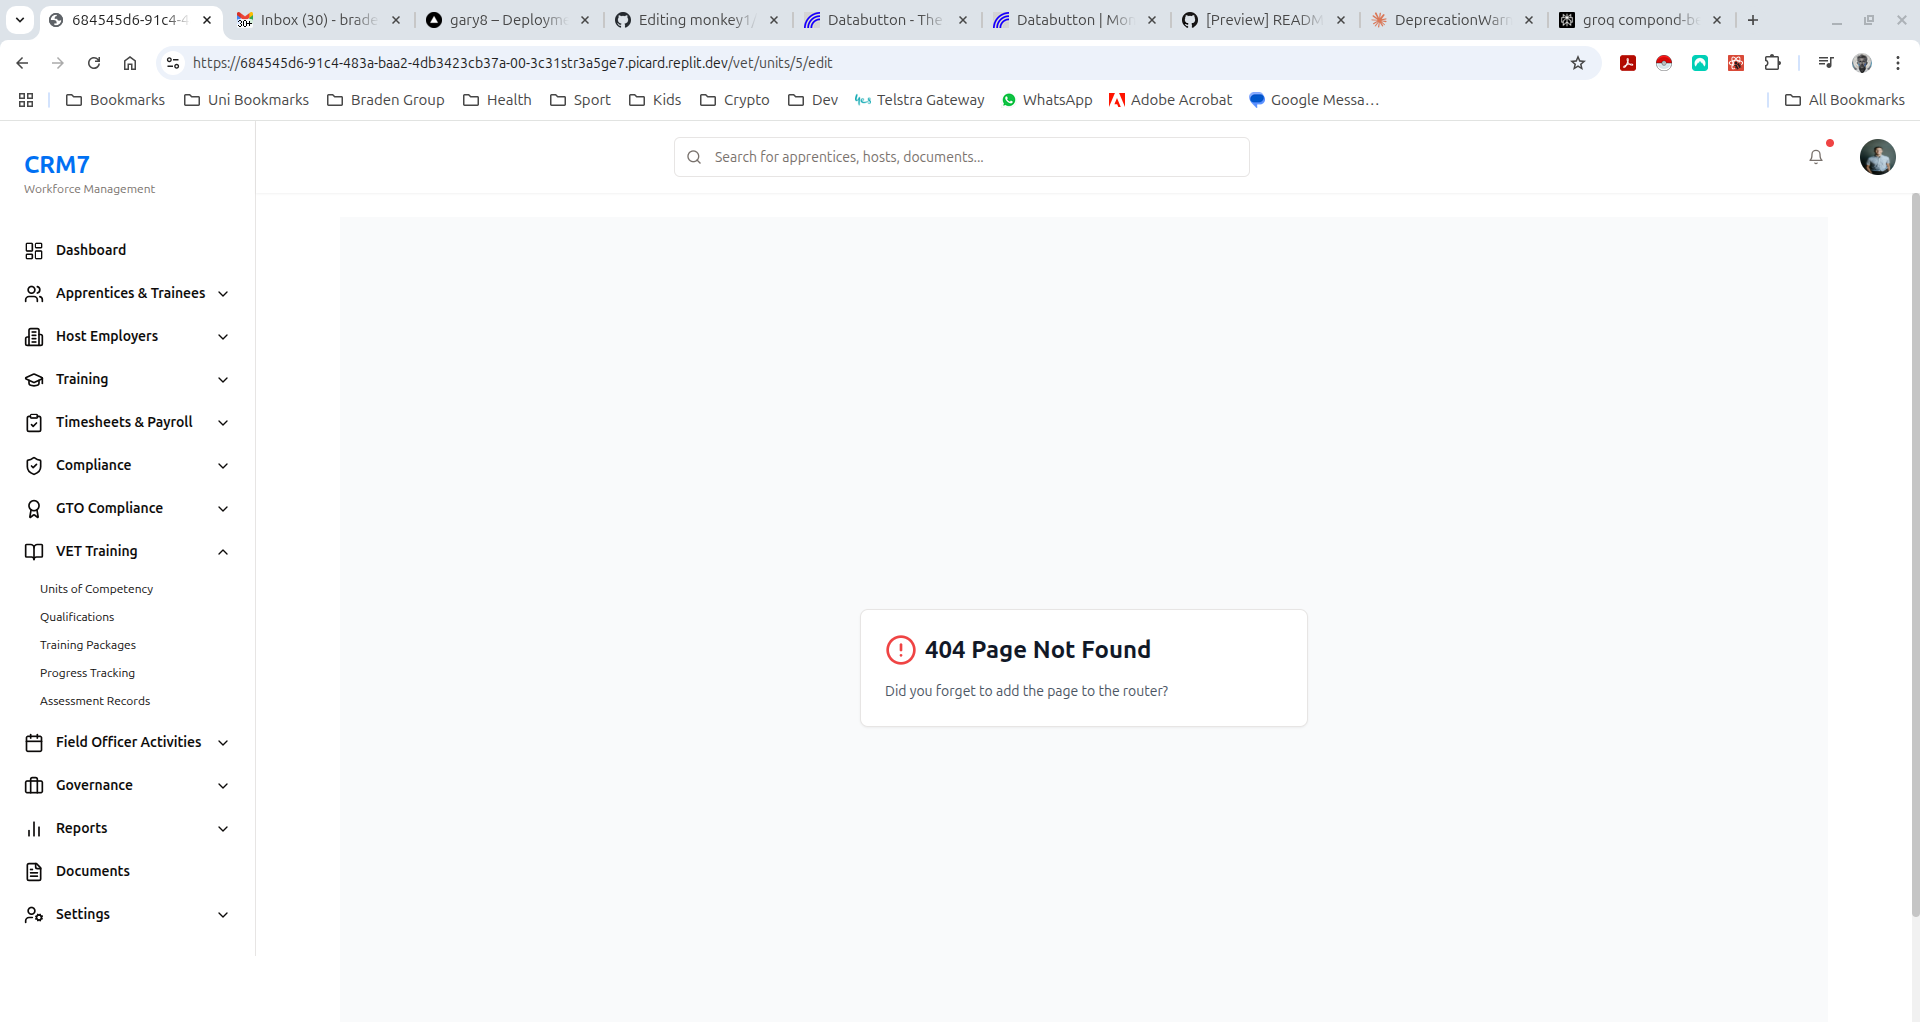 684545d6-91c4-4
Inbox (30) - brade
gary8 – Deployme
Editing monkey1/
Databutton - The
Databutton | Mon
[Preview] READM
DeprecationWarn
groq compond-be
https://684545d6-91c4-483a-baa2-4db3423cb37a-00-3c31str3a5ge7.picard.replit.dev/vet/units/5/edit
Bookmarks
Uni Bookmarks
Braden Group
Health
Sport
Kids
Crypto
Dev
Telstra Gateway
WhatsApp
Adobe Acrobat
Google Messa...
All Bookmarks
CRM7
Workforce Management
Search for apprentices, hosts, documents...
Dashboard
Apprentices & Trainees
Host Employers
Training
Timesheets & Payroll
Compliance
GTO Compliance
VET Training
Units of Competency
Qualifications
Training Packages
Progress Tracking
Assessment Records
Field Officer Activities
Governance
Reports
Documents
Settings
404 Page Not Found
Did you forget to add the page to the router?